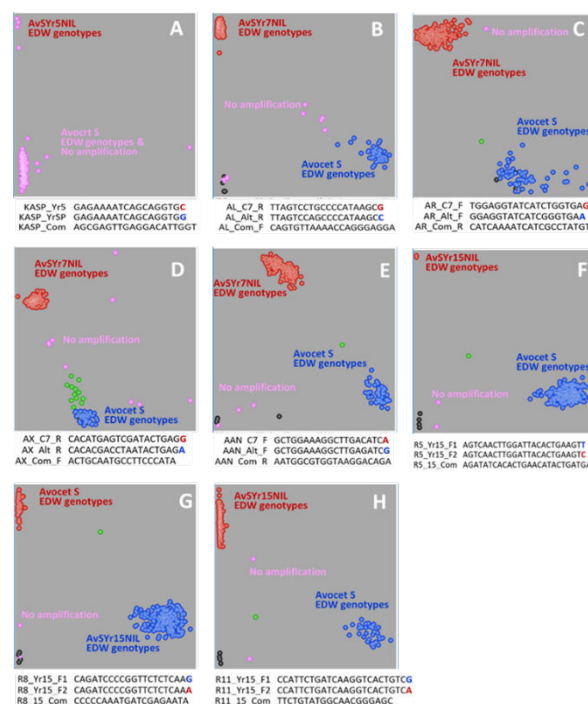 A
AvSYr5NIL
EDW genotypes
Avocrt S
EDW genotypes &
No amplification
KASP_Yr5 GAGAAAATCAGCAGGTGC
KASP_Yr5P GAGAAAATCAGCAGGTGG
KASP_Com AGCGAGTTGAGGACATTGGT
B
AvSYr7NIL
EDW genotypes
No amplification
Avocet S
EDW genotypes
AL_C7_R TTAGTCCTGCCCCATAAGCG
AL_Alt_R TTAGTCCAGCCCCATAAGCC
AL_Com_F CAGTGTTAAAACCAGGGAGGA
C
No amplification
AvSYr7NIL
EDW genotypes
Avocet S
EDW genotypes
AR_C7_F TGGAGGTATCATCTGGTGAG
AR_Alt_F GGAGGTATCATCGGGTGAA
AR_Com_R CATCAAAATCATCGCCTATGT
D
AvSYr7NIL
EDW genotypes
No amplification
Avocet S
EDW genotypes
AX_C7_R CACATGAGTCGATACTGAGG
AX_Alt_R CACACGACCTAATACTGAGA
AX_Com_F ACTGCAATGCCTTCCCATA
E
AvSYr7NIL
EDW genotypes
Avocet S
EDW genotypes
No amplification
AAN_C7_F GCTGGAAAGGCTTGACATCA
AAN_Alt_F GCTGGAAAGGCTTGAGATCG
AAN_Com_R AATGGCGTGGTAAGGACAGA
F
AvSYr15NIL
EDW genotypes
Avocet S
EDW genotypes
No amplification
R5_Yr15_F1 AGTCAACTTGGATTACACTGAAGTT
R5_Yr15_F2 AGTCAACTTGGATTACACTGAAGTC
R5_15_Com AGATATCACACTGAACATACTGATGA
G
Avocet S
EDW genotypes
No amplification
AvSYr15NIL
EDW genotypes
R8_Yr15_F1 CAGATCCCCGGTTCTCTCAAG
R8_Yr15_F2 CAGATCCCCGGTTCTCTCAAA
R8_15_Com CCCCCAAATGATCGAGAATA
H
AvSYr15NIL
EDW genotypes
No amplification
Avocet S
EDW genotypes
R11_Yr15_F1 CCATTCTGATCAAGGTCACTGTCG
R11_Yr15_F2 CCATTCTGATCAAGGTCACTGTCA
R11_15_Com TTCTGTATGGCAACGGGAGC